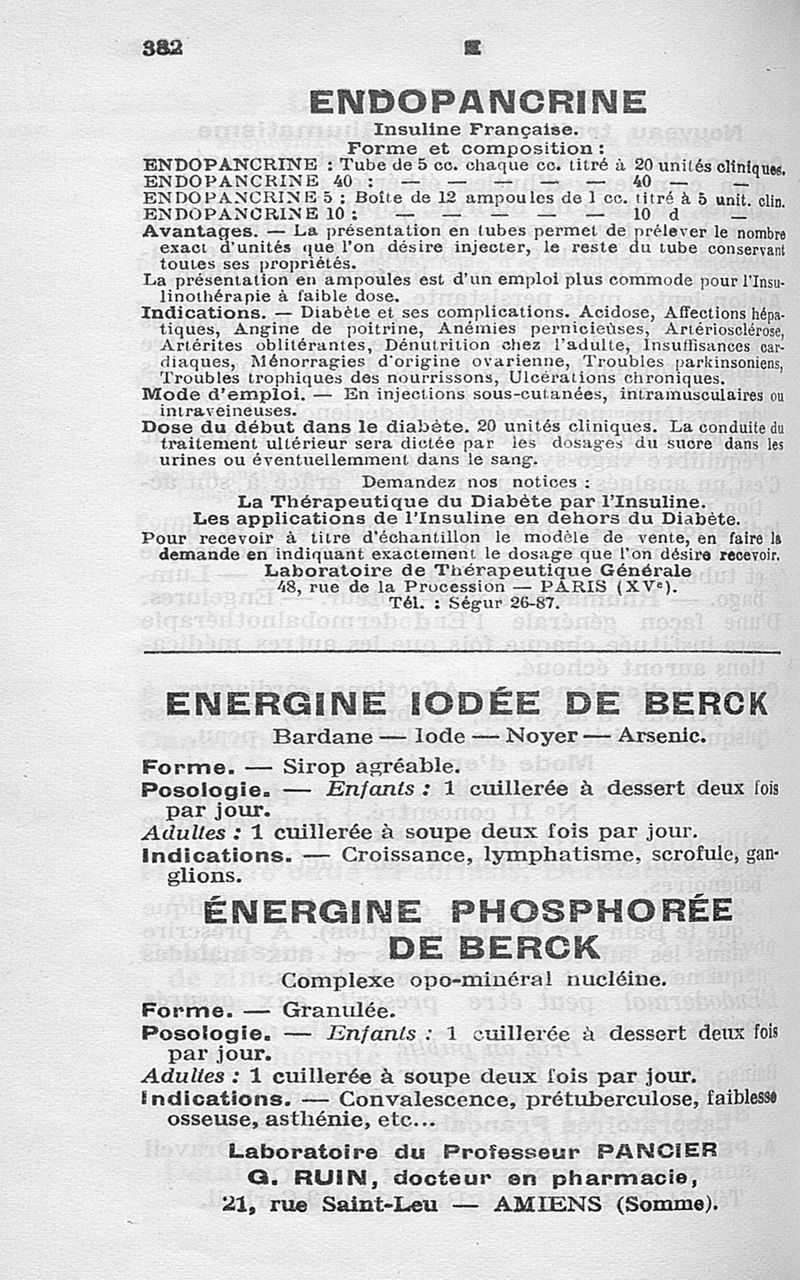 382 E
ENDOPANCRINE
Insuline Française.
Forme et composition :
ENDOPANCRINE : Tube de 5 cc. chaque cc. titré à 20 unités cliniques.
ENDOPANCRINE 40 : — — — — — 40 — —
ENDOPANCRINE 5 : Boîte de 12 ampoules de 1 cc. titré à 5 unit. clin.
ENDOPANCRINE 10 : — — — — — 10 d —
Avantages. — La présentation en tubes permet de prélever le nombre
exact d'unités que l'on désire injecter, le reste du tube conservant
toutes ses propriétés.
La présentation en ampoules est d'un emploi plus commode pour l'Insu-
linothérapie à faible dose.
Indications. — Diabète et ses complications. Acidose, Affections hépa-
tiques, Angine de poitrine, Anémies pernicieuses, Artériosclérose,
Artérites oblitérantes, Dénutrition chez l'adulte, Insuffisances car-
diaques, Ménorragies d'origine ovarienne, Troubles parkinsoniens,
Troubles trophiques des nourrissons, Ulcérations chroniques.
Mode d'emploi. — En injections sous-cutanées, intramusculaires ou
intraveineuses.
Dose du début dans le diabète. 20 unités cliniques. La conduite du
traitement ultérieur sera dictée par les dosages du sucre dans les
urines ou éventuellemment dans le sang.
Demandez nos notices :
La Thérapeutique du Diabète par l'Insuline.
Les applications de l'Insuline en dehors du Diabète.
Pour recevoir à titre d'échantillon le modèle de vente, en faire la
demande en indiquant exactement le dosage que l'on désire recevoir.
Laboratoire de Thérapeutique Générale
48, rue de la Procession — PARIS (XVe).
Tél. : Ségur 26-87.
ENERGINE IODÉE DE BERCK
Bardane — Iode — Noyer — Arsenic.
Forme. — Sirop agréable.
Posologie. — Enfants : 1 cuillerée à dessert deux fois
par jour.
Adultes : 1 cuillerée à soupe deux fois par jour.
Indications. — Croissance, lymphatisme, scrofule, gan-
glions.
ÉNERGINE PHOSPHORÉE
DE BERCK
Complexe opo-minéral nucléine.
Forme. — Granulée.
Posologie. — Enfants : 1 cuillerée à dessert deux fois
par jour.
Adultes : 1 cuillerée à soupe deux fois par jour.
Indications. — Convalescence, prétuberculose, faiblesse
osseuse, asthénie, etc...
Laboratoire du Professeur PANCIER
G. RUIN, docteur en pharmacie,
21, rue Saint-Leu — AMIENS (Somme).